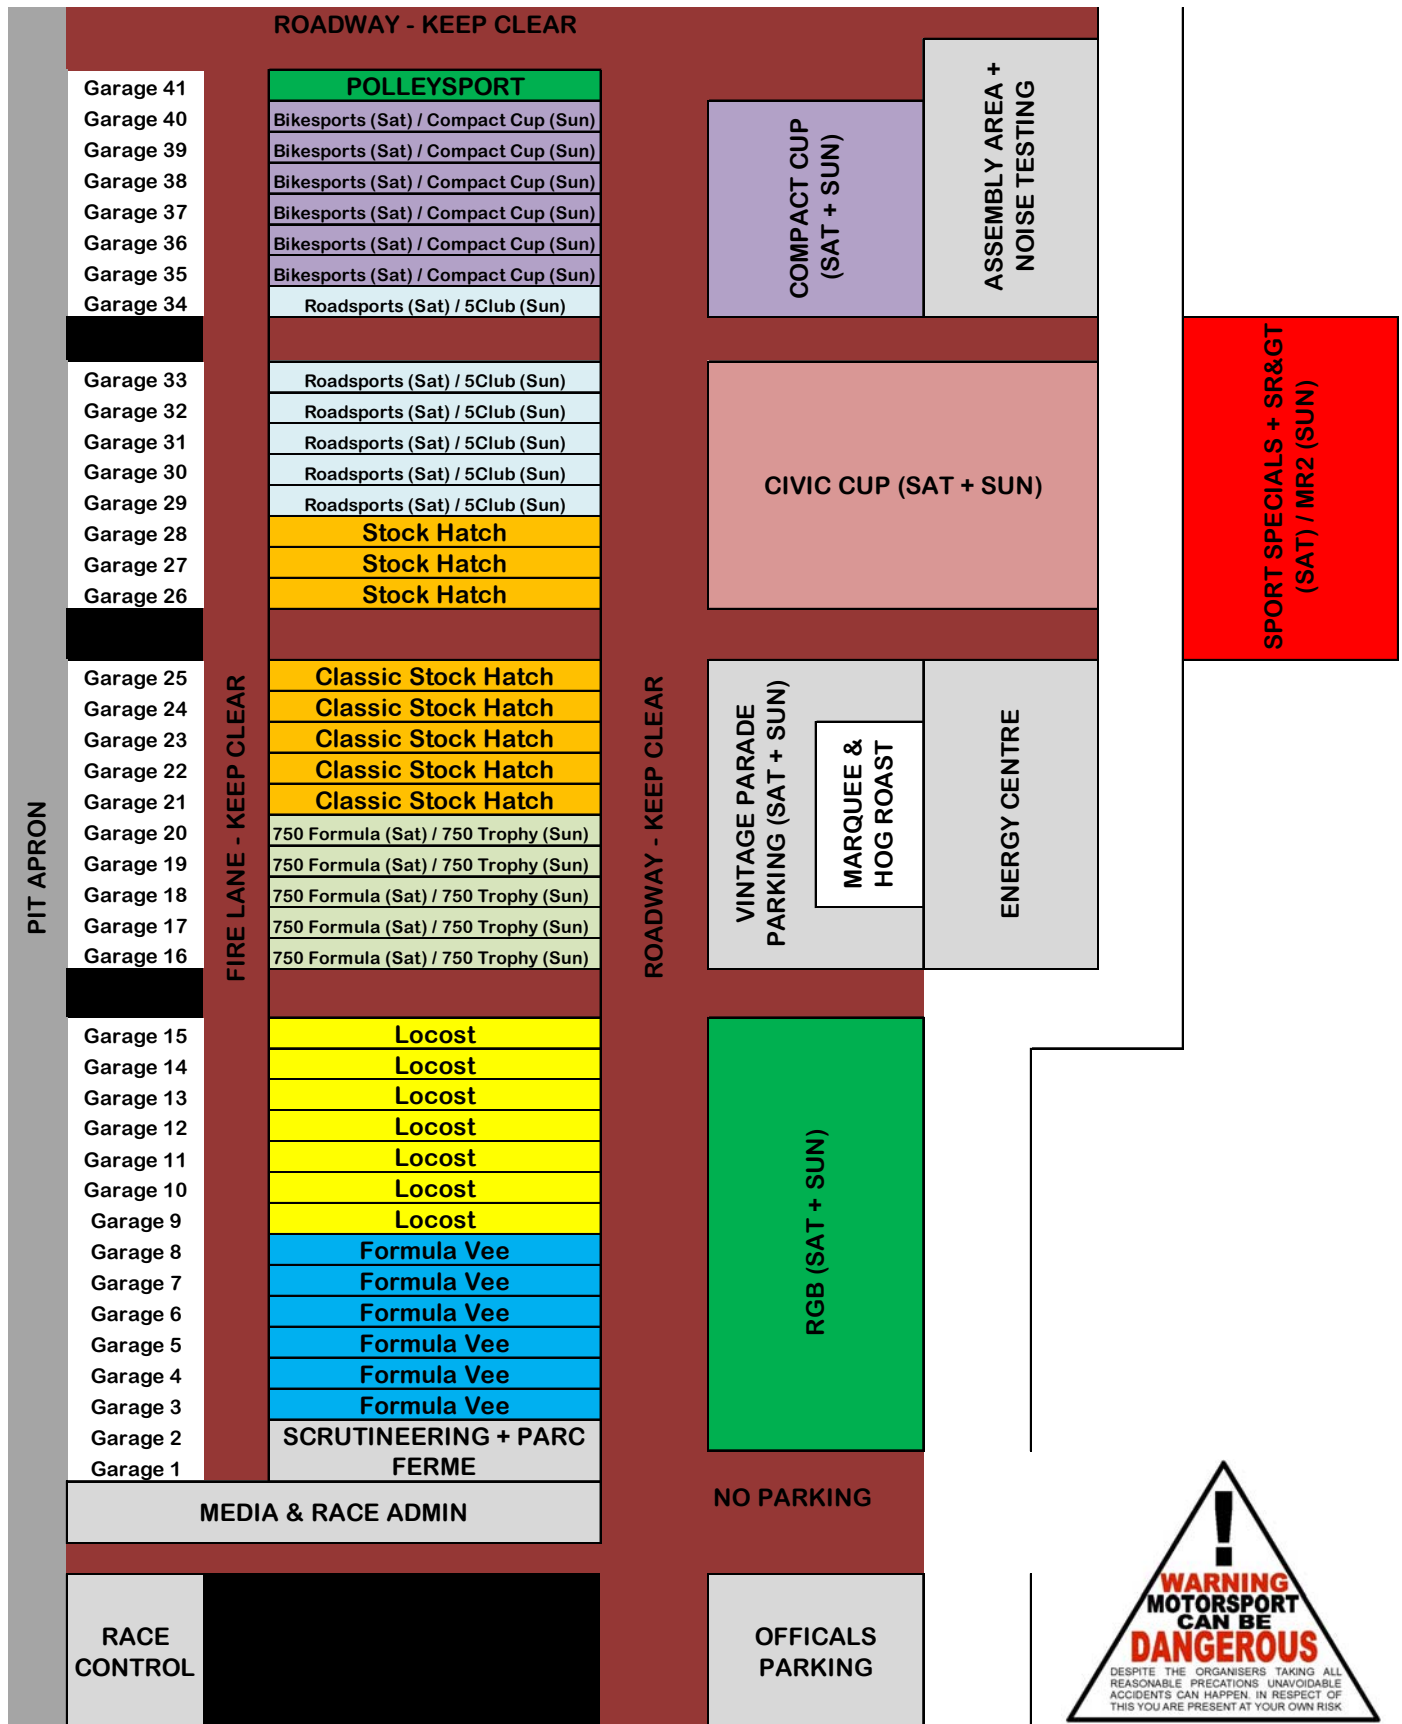 ROADWAY - KEEP CLEAR
Garage 41
POLLEYSPORT
Garage 40
Bikesports (Sat) / Compact Cup (Sun)
Garage 39
Bikesports (Sat) / Compact Cup (Sun)
Garage 38
Bikesports (Sat) / Compact Cup (Sun)
Garage 37
Bikesports (Sat) / Compact Cup (Sun)
Garage 36
Bikesports (Sat) / Compact Cup (Sun)
Garage 35
Bikesports (Sat) / Compact Cup (Sun)
Garage 34
Roadsports (Sat) / 5Club (Sun)
COMPACT CUP
(SAT + SUN)
ASSEMBLY AREA +
NOISE TESTING
Garage 33
Roadsports (Sat) / 5Club (Sun)
Garage 32
Roadsports (Sat) / 5Club (Sun)
Garage 31
Roadsports (Sat) / 5Club (Sun)
Garage 30
Roadsports (Sat) / 5Club (Sun)
Garage 29
Roadsports (Sat) / 5Club (Sun)
Garage 28
Stock Hatch
Garage 27
Stock Hatch
Garage 26
Stock Hatch
CIVIC CUP (SAT + SUN)
SPORT SPECIALS + SR&GT
(SAT) / MR2 (SUN)
Garage 25
Classic Stock Hatch
Garage 24
Classic Stock Hatch
Garage 23
Classic Stock Hatch
Garage 22
Classic Stock Hatch
Garage 21
Classic Stock Hatch
Garage 20
750 Formula (Sat) / 750 Trophy (Sun)
Garage 19
750 Formula (Sat) / 750 Trophy (Sun)
Garage 18
750 Formula (Sat) / 750 Trophy (Sun)
Garage 17
750 Formula (Sat) / 750 Trophy (Sun)
Garage 16
750 Formula (Sat) / 750 Trophy (Sun)
PIT APRON
FIRE LANE - KEEP CLEAR
ROADWAY - KEEP CLEAR
VINTAGE PARADE
PARKING (SAT + SUN)
MARQUEE &
HOG ROAST
ENERGY CENTRE
Garage 15
Locost
Garage 14
Locost
Garage 13
Locost
Garage 12
Locost
Garage 11
Locost
Garage 10
Locost
Garage 9
Locost
Garage 8
Formula Vee
Garage 7
Formula Vee
Garage 6
Formula Vee
Garage 5
Formula Vee
Garage 4
Formula Vee
Garage 3
Formula Vee
Garage 2
Garage 1
SCRUTINEERING + PARC
FERME
RGB (SAT + SUN)
MEDIA & RACE ADMIN
NO PARKING
RACE
CONTROL
OFFICALS
PARKING
!
WARNING
MOTORSPORT
CAN BE
DANGEROUS
DESPITE THE ORGANISERS TAKING ALL
REASONABLE PRECATIONS UNAVOIDABLE
ACCIDENTS CAN HAPPEN. IN RESPECT OF
THIS YOU ARE PRESENT AT YOUR OWN RISK